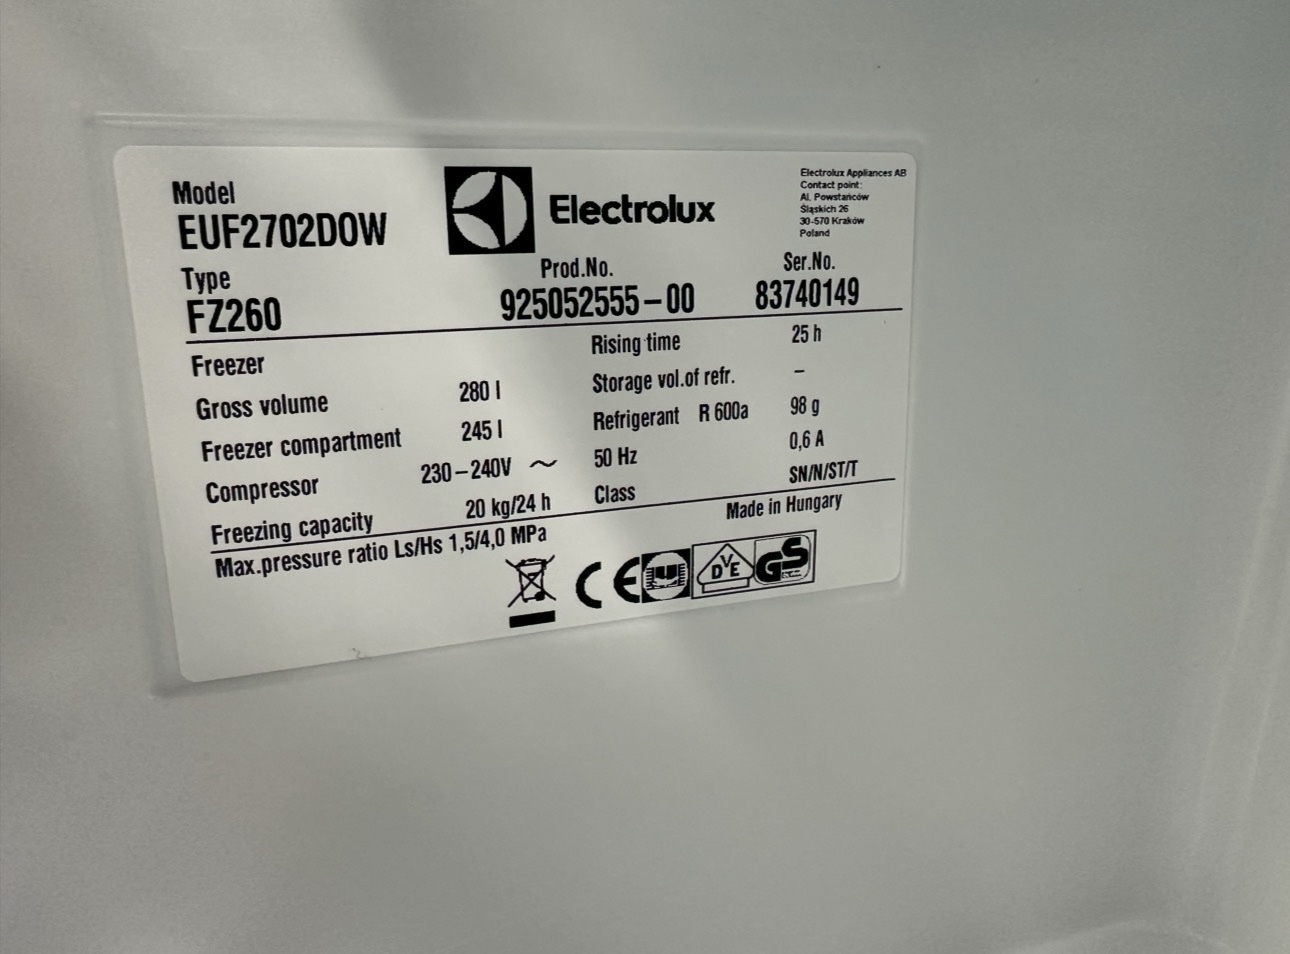 Model
EUF2702DOW
Electrolux
Electrolux Appliances AB
Contact point:
Al. Powstańców
Śląskich 26
30-570 Kraków
Poland
Type
FZ260
Prod.No.
925052555–00
Ser.No.
83740149
Freezer
Gross volume 280 l
Freezer compartment 245 l
Compressor 230–240V ~
Freezing capacity 20 kg/24 h
Rising time 25 h
Storage vol.of refr. –
Refrigerant R 600a 98 g
50 Hz 0,6 A
Class SN/N/ST/T
Max.pressure ratio Ls/Hs 1,5/4,0 MPa
Made in Hungary
CE
DVE
GS